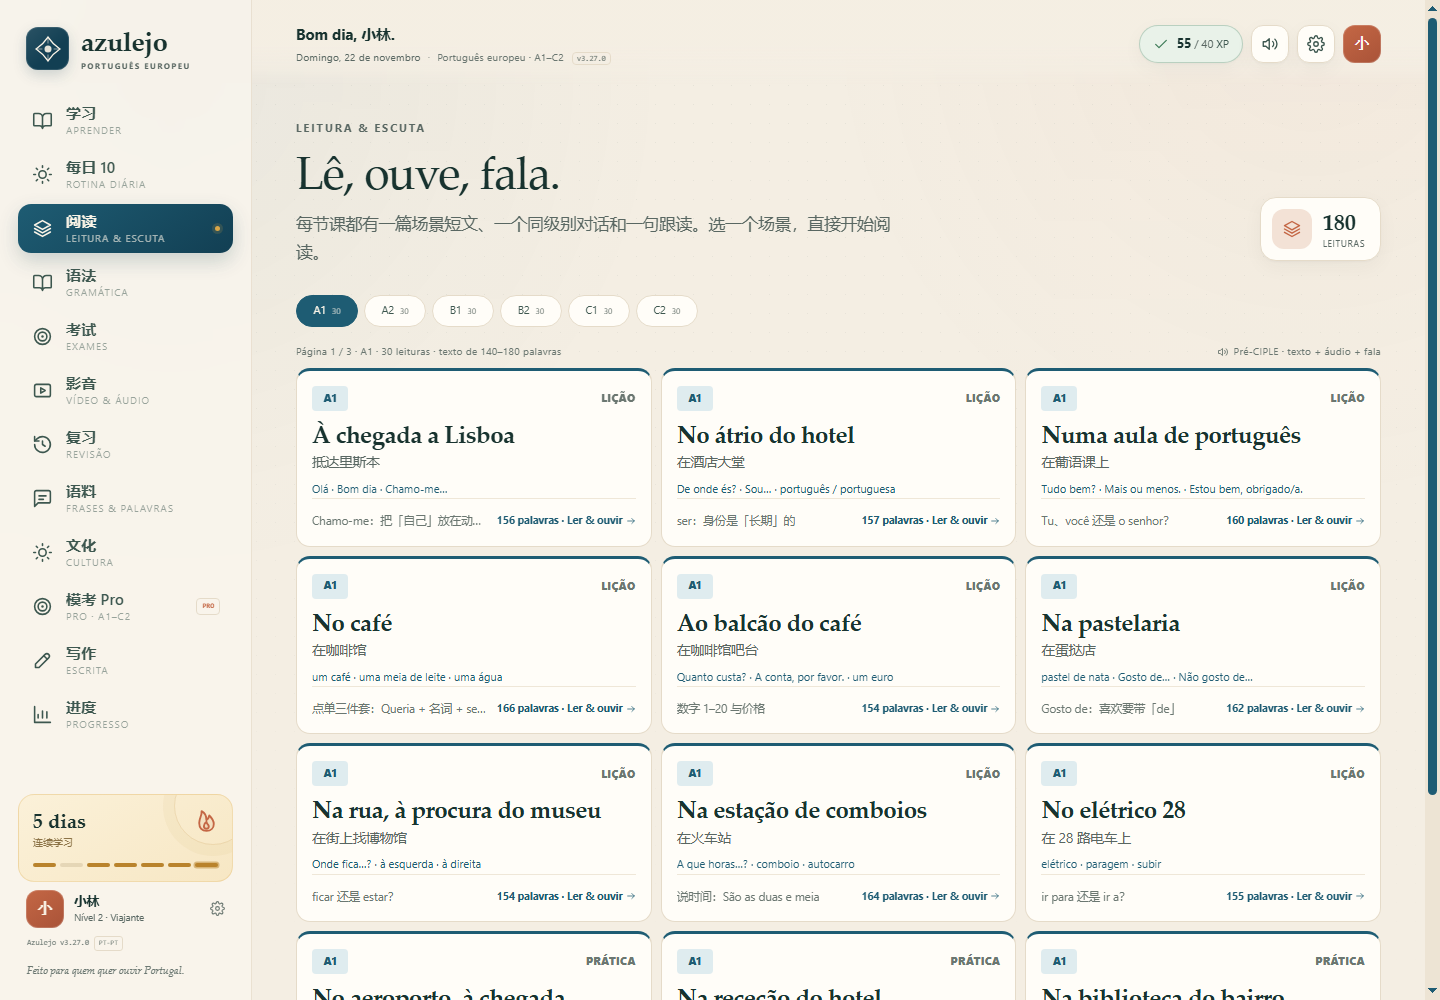 azulejo
PORTUGUÊS EUROPEU
学习
APRENDER
每日 10
ROTINA DIÁRIA
阅读
LEITURA & ESCUTA
语法
GRAMÁTICA
考试
EXAMES
影音
VÍDEO & ÁUDIO
复习
REVISÃO
语料
FRASES & PALAVRAS
文化
CULTURA
模考 Pro
PRO · A1–C2
PRO
写作
ESCRITA
进度
PROGRESSO
5 dias
连续学习
小
小林
Nível 2 · Viajante
Azulejo v3.27.0 PT-PT
Feito para quem quer ouvir Portugal.
Bom dia, 小林.
Domingo, 22 de novembro · Português europeu · A1–C2 v3.27.0
55 / 40 XP
小
LEITURA & ESCUTA
Lê, ouve, fala.
每节课都有一篇场景短文、一个同级别对话和一句跟读。选一个场景，直接开始阅
读。
180
LEITURAS
A1 30
A2 30
B1 30
B2 30
C1 30
C2 30
Página 1 / 3 · A1 · 30 leituras · texto de 140–180 palavras
Pré-CIPLE · texto + áudio + fala
A1 LIÇÃO
À chegada a Lisboa
抵达里斯本
Olá · Bom dia · Chamo-me...
Chamo-me：把「自己」放在动... 156 palavras · Ler & ouvir →
A1 LIÇÃO
No átrio do hotel
在酒店大堂
De onde és? · Sou... · português / portuguesa
ser：身份是「长期」的 157 palavras · Ler & ouvir →
A1 LIÇÃO
Numa aula de português
在葡语课上
Tudo bem? · Mais ou menos. · Estou bem, obrigado/a.
Tu、você 还是 o senhor? 160 palavras · Ler & ouvir →
A1 LIÇÃO
No café
在咖啡馆
um café · uma meia de leite · uma água
点单三件套：Queria + 名词 + se... 166 palavras · Ler & ouvir →
A1 LIÇÃO
Ao balcão do café
在咖啡馆吧台
Quanto custa? · A conta, por favor. · um euro
数字 1–20 与价格 154 palavras · Ler & ouvir →
A1 LIÇÃO
Na pastelaria
在蛋挞店
pastel de nata · Gosto de... · Não gosto de...
Gosto de：喜欢要带「de」 162 palavras · Ler & ouvir →
A1 LIÇÃO
Na rua, à procura do museu
在街上找博物馆
Onde fica...? · à esquerda · à direita
ficar 还是 estar? 154 palavras · Ler & ouvir →
A1 LIÇÃO
Na estação de comboios
在火车站
A que horas...? · comboio · autocarro
说时间：São as duas e meia 164 palavras · Ler & ouvir →
A1 LIÇÃO
No elétrico 28
在 28 路电车上
elétrico · paragem · subir
ir para 还是 ir a? 155 palavras · Ler & ouvir →
A1 PRÁTICA
No aeroporto, à chegada
A1 PRÁTICA
Na receção do hotel
A1 PRÁTICA
Na biblioteca do bairro